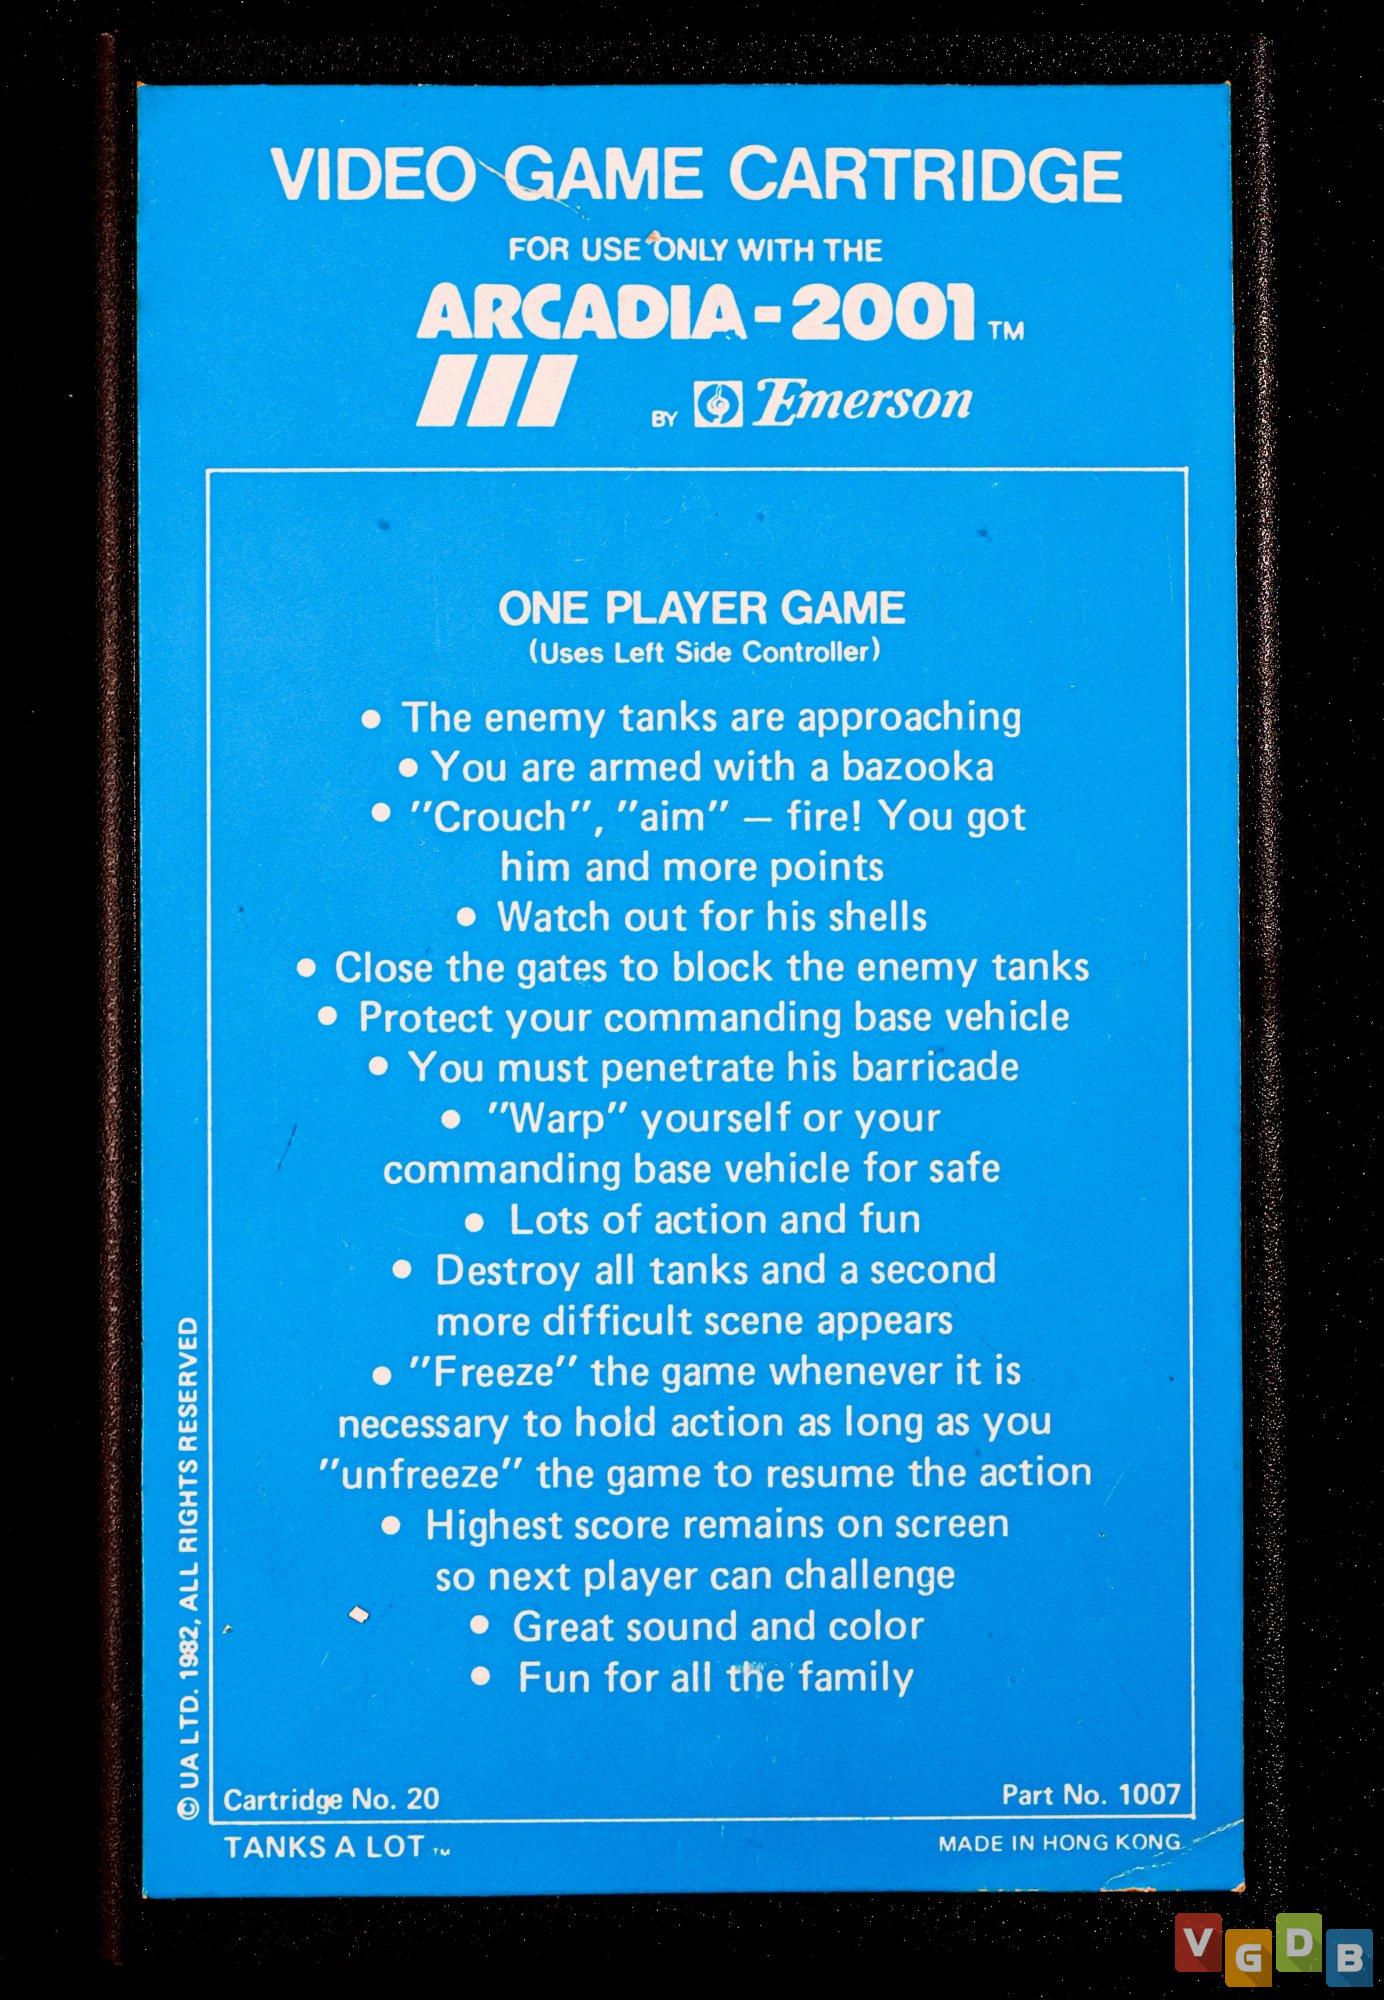 VIDEO GAME CARTRIDGE
FOR USE ONLY WITH THE
ARCADIA-2001 TM
BY Emerson
ONE PLAYER GAME
(Uses Left Side Controller)
• The enemy tanks are approaching
• You are armed with a bazooka
• "Crouch", "aim" — fire! You got
him and more points
• Watch out for his shells
• Close the gates to block the enemy tanks
• Protect your commanding base vehicle
• You must penetrate his barricade
• "Warp" yourself or your
commanding base vehicle for safe
• Lots of action and fun
• Destroy all tanks and a second
more difficult scene appears
• "Freeze" the game whenever it is
necessary to hold action as long as you
"unfreeze" the game to resume the action
• Highest score remains on screen
so next player can challenge
• Great sound and color
• Fun for all the family
© UA LTD. 1982, ALL RIGHTS RESERVED
Cartridge No. 20
Part No. 1007
TANKS A LOT TM
MADE IN HONG KONG
VGDB